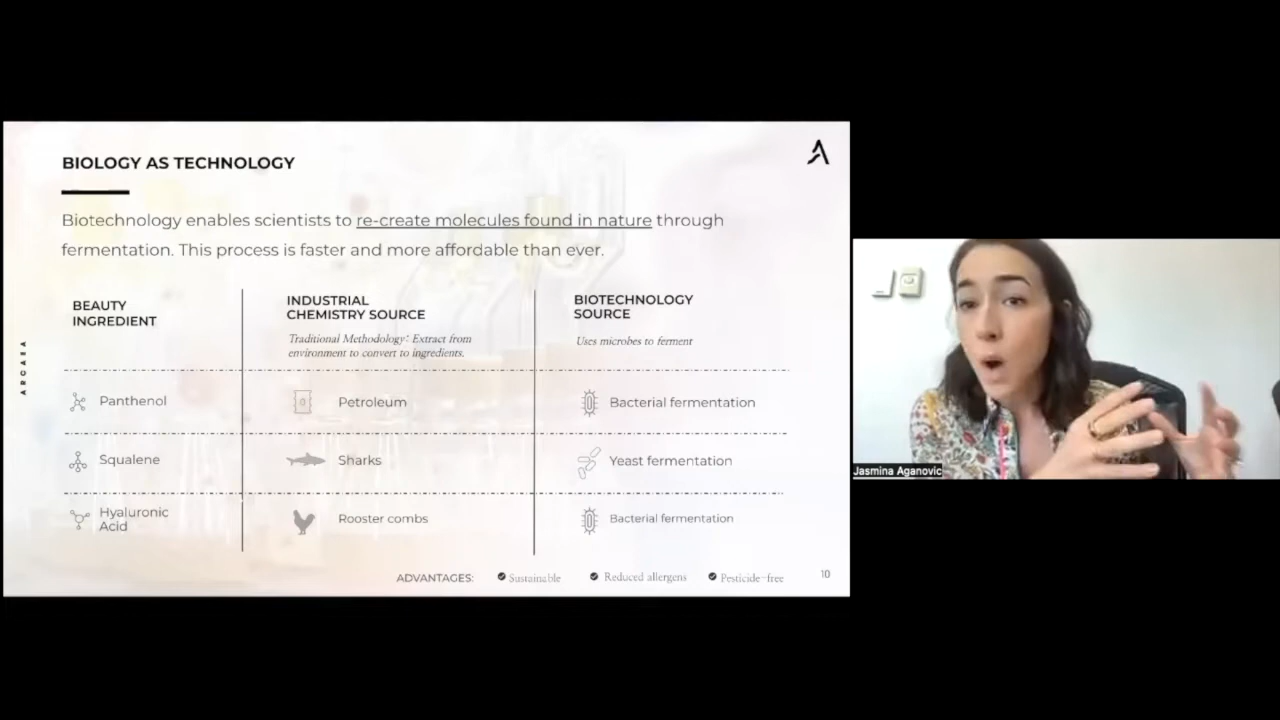 BIOLOGY AS TECHNOLOGY
Biotechnology enables scientists to re-create molecules found in nature through
fermentation. This process is faster and more affordable than ever.
BEAUTY
INGREDIENT
INDUSTRIAL
CHEMISTRY SOURCE
Traditional Methodology: Extract from
environment to convert to ingredients.
BIOTECHNOLOGY
SOURCE
Uses microbes to ferment
Panthenol
Petroleum
Bacterial fermentation
Squalene
Sharks
Yeast fermentation
Hyaluronic
Acid
Rooster combs
Bacterial fermentation
ADVANTAGES:
Sustainable
Reduced allergens
Pesticide-free
10
ARCAEA
Jasmina Aganovic